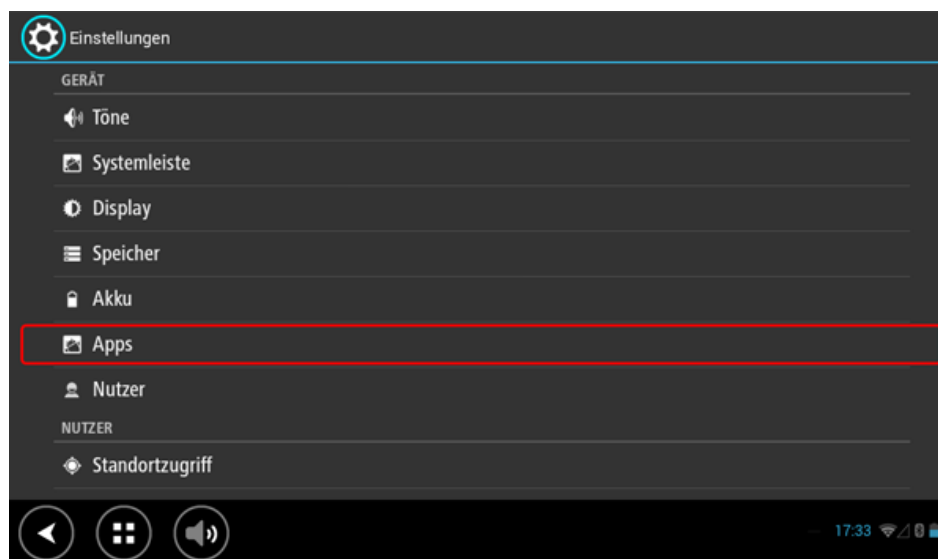 Einstellungen
GERÄT
Töne
Systemleiste
Display
Speicher
Akku
Apps
Nutzer
NUTZER
Standortzugriff
17:33